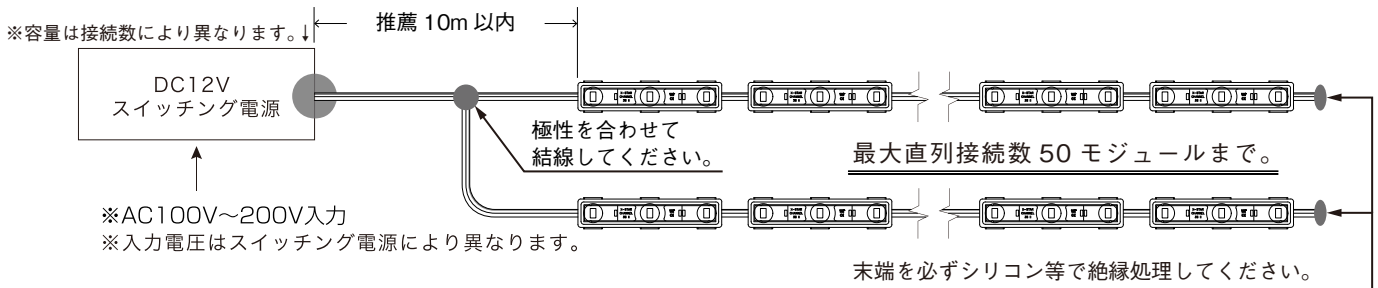 推薦 10m 以内
※容量は接続数により異なります。↓
DC12V
スイッチング電源
極性を合わせて
結線してください。
最大直列接続数 50 モジュールまで。
※AC100V～200V入力
※入力電圧はスイッチング電源により異なります。
末端を必ずシリコン等で絶縁処理してください。